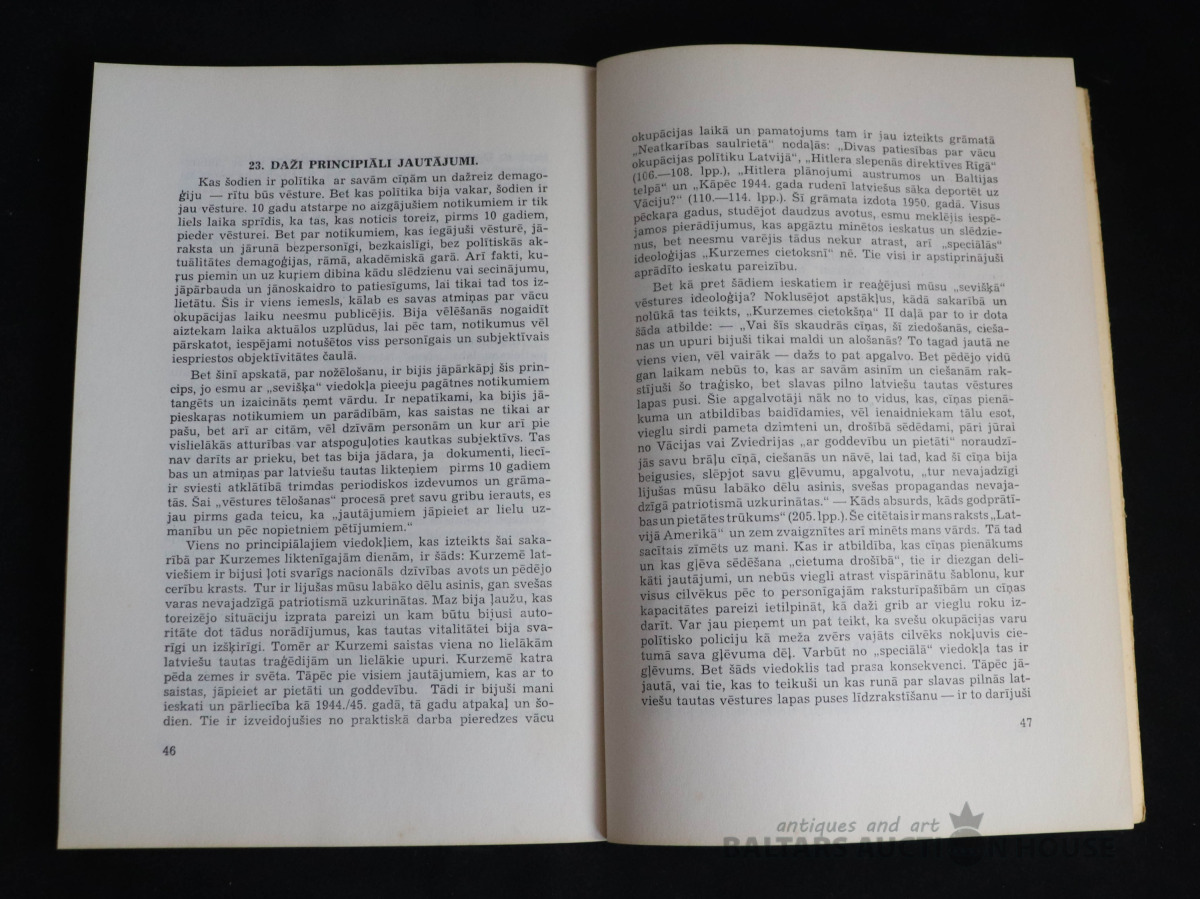 23. DAŽI PRINCIPIĀLI JAUTĀJUMI.
Kas šodien ir polītika ar savām cīņām un dažreiz demago-
ģiju — rītu būs vēsture. Bet kas polītika bija vakar, šodien ir
jau vēsture. 10 gadu atstarpe no aizgājušiem notikumiem ir tik
liels laika sprīdis, ka tas, kas noticis toreiz, pirms 10 gadiem,
pieder vēsturei. Bet par notikumiem, kas iegājuši vēsturē, jā-
raksta un jārunā bezpersonīgi, bezkaislīgi, bez polītiskās ak-
tuālitātes demagoģijas, rāmā, akadēmiskā garā. Arī fakti, ku-
ŗus piemin un uz kuŗiem dibina kādu slēdzienu vai secinājumu,
jāpārbauda un jānoskaidro to patiesīgums, lai tikai tad tos iz-
lietātu. Šis ir viens iemesls, kālab es savas atmiņas par vācu
okupācijas laiku neesmu publicējis. Bija vēlēšanās nogaidīt
aiztekam laika aktuālos uzplūdus, lai pēc tam, notikumus vēl
pārskatot, iespējami notušētos viss personīgais un subjektīvais
iespriestos objektīvitātes čaulā.
Bet šinī apskatā, par nožēlošanu, ir bijis jāpārkāpj šis prin-
cips, jo esmu ar „sevišķa“ viedokļa pieeju pagātnes notikumiem
tangēts un izaicināts ņemt vārdu. Ir nepatīkami, ka bijis jā-
pieskaŗas notikumiem un parādībām, kas saistas ne tikai ar
pašu, bet arī ar citām, vēl dzīvām personām un kur arī pie
vislielākās atturības var atspoguļoties kautkas subjektīvs. Tas
nav darīts ar prieku, bet tas bija jādara, ja dokumenti, liecī-
bas un atmiņas par latviešu tautas likteņiem pirms 10 gadiem
ir sviesti atklātībā trimdas periodiskos izdevumos un grāma-
tās. Šai „vēstures tēlošanas“ procesā pret savu gribu ierauts, es
jau pirms gada teicu, ka „jautājumiem jāpieiet ar lielu uz-
manību un pēc nopietniem pētījumiem.“
Viens no principiālajiem viedokļiem, kas izteikts šai saka-
rībā par Kurzemes liktenīgajām dienām, ir šāds: Kurzemē lat-
viešiem ir bijusi ļoti svarīgs nacionāls dzīvības avots un pēdējo
cerību krasts. Tur ir lijušas mūsu labāko dēlu asinis, gan svešas
varas nevajadzīgā patriotismā uzkurinātas. Maz bija ļaužu, kas
toreizējo situāciju izprata pareizi un kam būtu bijusi auto-
ritāte dot tādus norādījumus, kas tautas vitalitātei bija sva-
rīgi un izšķirīgi. Tomēr ar Kurzemi saistas viena no lielākām
latviešu tautas traģēdijām un lielākie upuri. Kurzemē katra
pēda zemes ir svēta. Tāpēc pie visiem jautājumiem, kas ar to
saistas, jāpieiet ar pietāti un goddevību. Tādi ir bijuši mani
ieskati un pārliecība kā 1944./45. gadā, tā gadu atpakaļ un šo-
dien. Tie ir izveidojušies no praktiskā darba pieredzes vācu
46
okupācijas laikā un pamatojums tam ir jau izteikts grāmatā
„Neatkarības saulrietā“ nodaļās: „Divas patiesības par vācu
okupācijas polītiku Latvijā“, „Hitlera slepenās direktīves Rīgā“
(106.—108. lpp.), „Hitlera plānojumi austrumos un Baltijas
telpā“ un „Kāpēc 1944. gada rudenī latviešus sāka deportēt uz
Vāciju?“ (110.—114. lpp.). Šī grāmata izdota 1950. gadā. Visus
pēckaŗa gadus, studējot daudzus avotus, esmu meklējis iespē-
jamos pierādījumus, kas apgāztu minētos ieskatus un slēdzie-
nus, bet neesmu varējis tādus nekur atrast, arī „speciālās“
ideoloģijas „Kurzemes cietoksnī“ nē. Tie visi ir apstiprinājuši
aprādīto ieskatu pareizību.
Bet kā pret šādiem ieskatiem ir reaģējusi mūsu „sevišķā“
vēstures ideoloģija? Noklusējot apstākļus, kādā sakarībā un
nolūkā tas teikts, „Kurzemes cietokšņa“ II daļā par to ir dota
šāda atbilde: — „Vai šīs skaudrās cīņas, šī ziedošanās, cieša-
nas un upuri bijuši tikai maldi un alošanās? To tagad jautā ne
viens vien, vēl vairāk — dažs to pat apgalvo. Bet pēdējo vidū
gan laikam nebūs to, kas ar savām asinīm un ciešanām rak-
stījuši šo traģisko, bet slavas pilno latviešu tautas vēstures
lapas pusi. Šie apgalvotāji nāk no to vidus, kas, cīņas pienā-
kuma un atbildības baidīdamies, vēl ienaidniekam tālu esot,
vieglu sirdi pameta dzimteni un, drošībā sēdēdami, pāri jūrai
no Vācijas vai Zviedrijas „ar goddevību un pietāti“ noraudzī-
jās savu brāļu cīņā, ciešanās un nāvē, lai tad, kad šī cīņa bija
beigusies, slēpjot savu gļēvumu, apgalvotu, „tur nevajadzīgi
lijušas mūsu labāko dēlu asinis, svešas propagandas nevaja-
dzīgā patriotismā uzkurinātas.“ — Kāds absurds, kāds godprātī-
bas un pietātes trūkums“ (205. lpp.). Še citētais ir mans raksts „Lat-
vijā Amerikā“ un zem zvaigznītes arī minēts mans vārds. Tā tad
sacītais zīmēts uz mani. Kas ir atbildība, kas cīņas pienākums
un kas gļēva sēdēšana „cietuma drošībā“, tie ir diezgan deli-
kāti jautājumi, un nebūs viegli atrast vispārinātu šablonu, kur
visus cilvēkus pēc to personīgajām raksturīpašībām un cīņas
kapacitātes pareizi ietilpināt, kā daži grib ar vieglu roku iz-
darīt. Var jau pieņemt un pat teikt, ka svešu okupācijas varu
polītisko policiju kā meža zvērs vajāts cilvēks nokļuvis cie-
tumā sava gļēvuma dēļ. Varbūt no „speciālā“ viedokļa tas ir
gļēvums. Bet šāds viedoklis tad prasa konsekvenci. Tāpēc jā-
jautā, vai tie, kas to teikuši un kas runā par slavas pilnās lat-
viešu tautas vēstures lapas puses līdzrakstīšanu — ir to darījuši
47
antiques and art
BALTARS AUCTION HOUSE